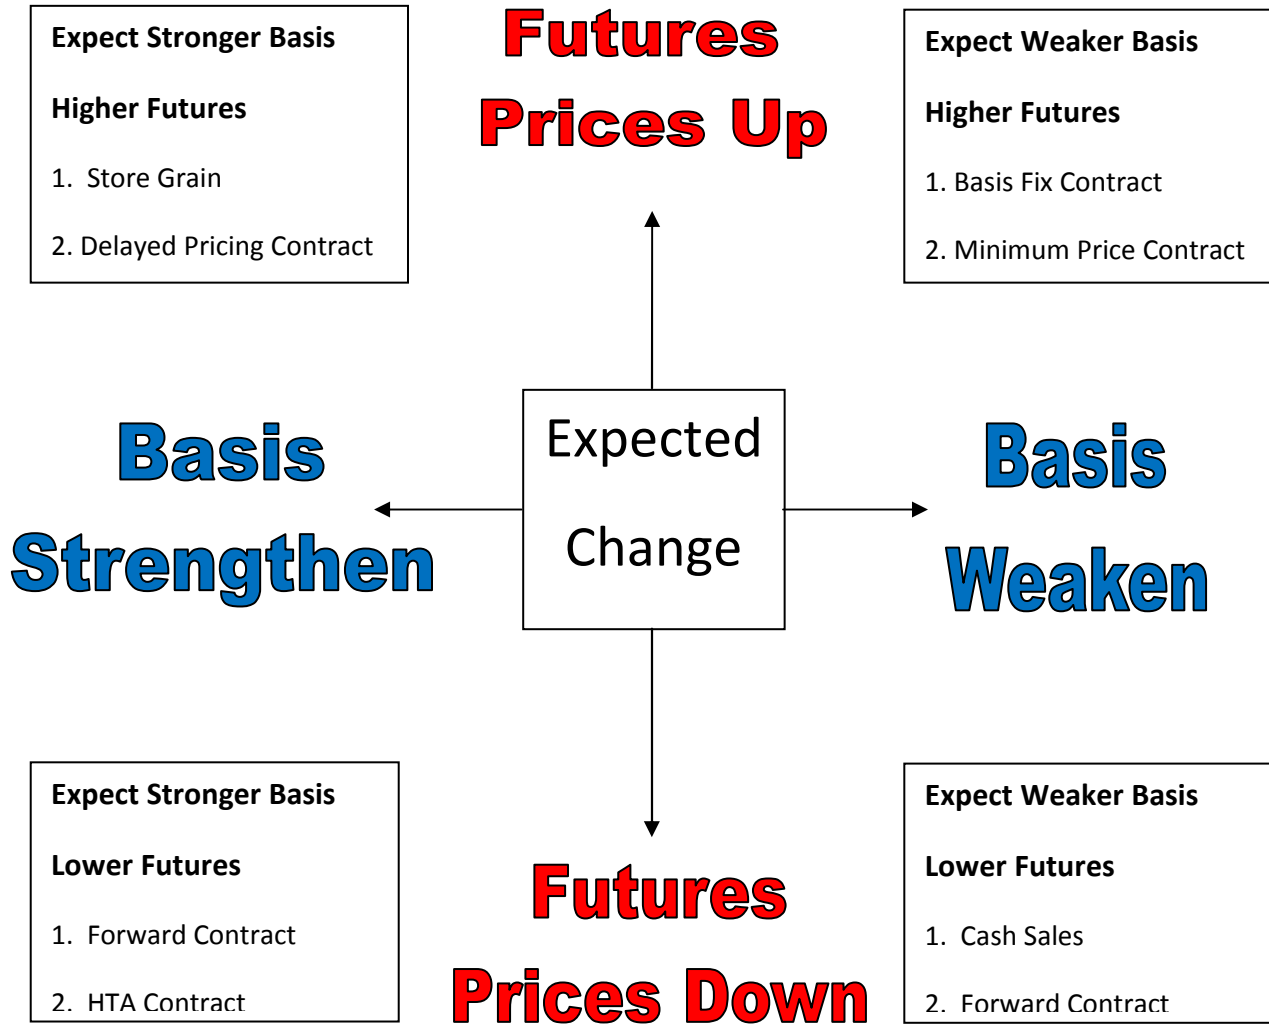 Expect Stronger Basis
Higher Futures
1. Store Grain
2. Delayed Pricing Contract
Futures
Prices Up
Expect Weaker Basis
Higher Futures
1. Basis Fix Contract
2. Minimum Price Contract
Basis
Strengthen
Expected
Change
Basis
Weaken
Expect Stronger Basis
Lower Futures
1. Forward Contract
2. HTA Contract
Futures
Prices Down
Expect Weaker Basis
Lower Futures
1. Cash Sales
2. Forward Contract